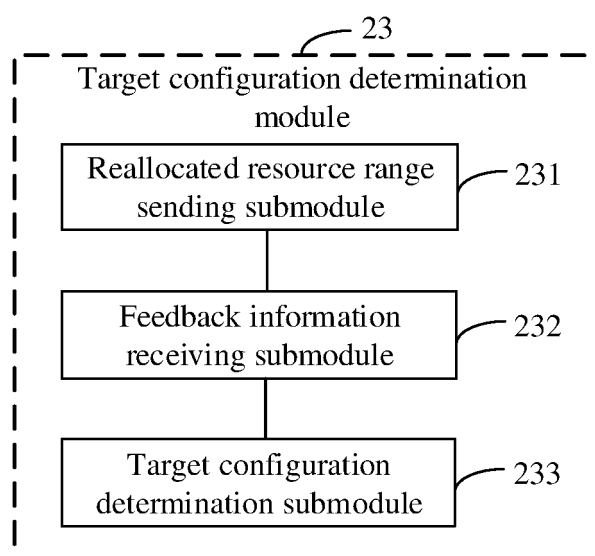 23
Target configuration determination
module
Reallocated resource range
sending submodule
231
Feedback information
receiving submodule
232
Target configuration
determination submodule
233